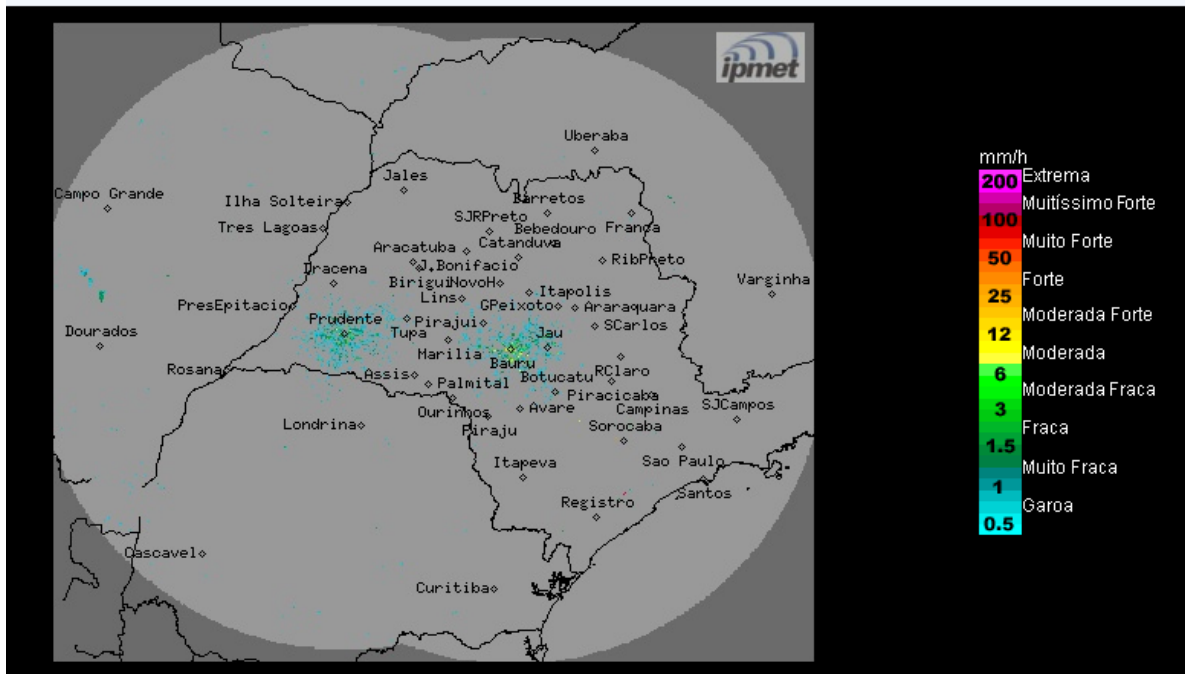 ipmet
Uberaba
Jales
Campo Grande
Ilha Solteira
Barretos
SJRPreto
Tres Lagoas
Bebedouro
Franca
Aracatuba
Catanduva
J.Bonifacio
RibPreto
Dracena
Birigui
NovoH
Varginha
Itapolis
PresEpitacio
Lins
GPeixoto
Araraquara
Prudente
Pirajui
SCarlos
Dourados
Tupa
Jau
Marilia
Bauru
Rosana
Assis
Botucatu
RClaro
Palmital
Piracicaba
Ourinhos
Avare
Campinas
SJCampos
Londrina
Piraju
Sorocaba
Itapeva
Sao Paulo
Santos
Registro
Cascavel
Curitiba
mm/h
200 Extrema
Muitíssimo Forte
100
Muito Forte
50
Forte
25
Moderada Forte
12
Moderada
6
Moderada Fraca
3
Fraca
1.5
Muito Fraca
1
Garoa
0.5